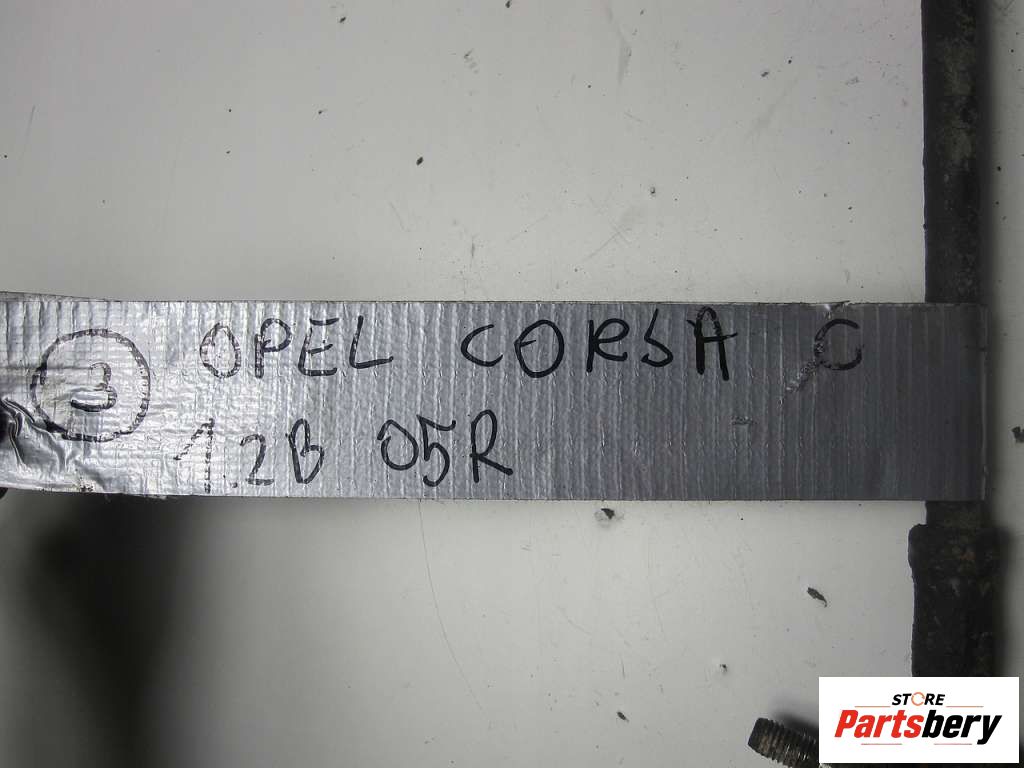 3 OPEL CORSA C
1.2B 05R
STORE
Partsbery